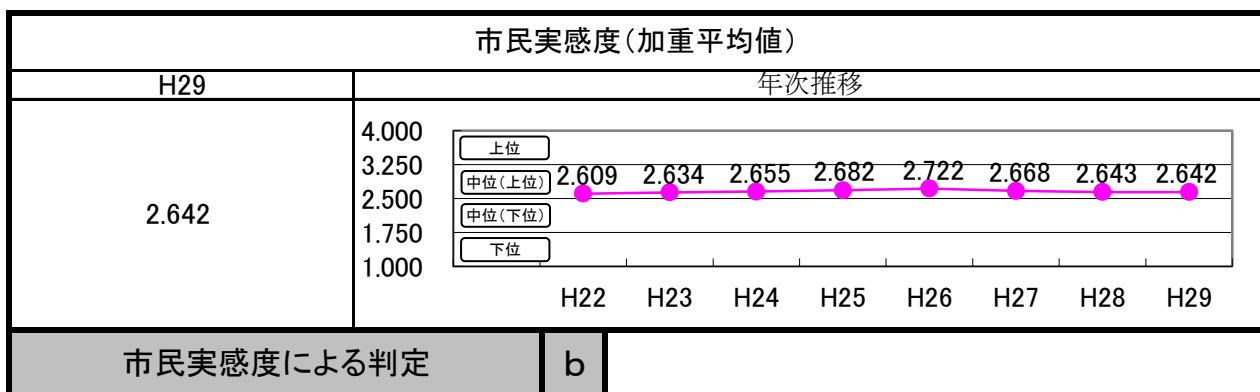 市民実感度(加重平均値)
H29 年次推移
2.642
4.000
3.250
2.500
1.750
1.000
上位
中位(上位)
中位(下位)
下位
2.609 2.634 2.655 2.682 2.722 2.668 2.643 2.642
H22 H23 H24 H25 H26 H27 H28 H29
市民実感度による判定 b